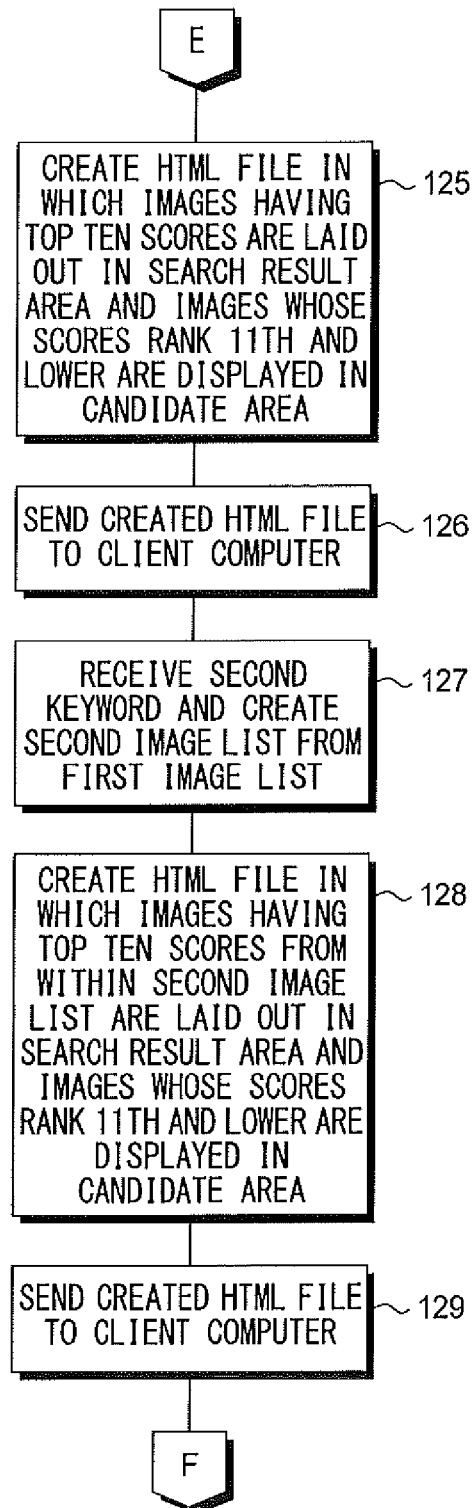 E
CREATE HTML FILE IN
WHICH IMAGES HAVING
TOP TEN SCORES ARE LAID
OUT IN SEARCH RESULT
AREA AND IMAGES WHOSE
SCORES RANK 11TH AND
LOWER ARE DISPLAYED IN
CANDIDATE AREA
125
SEND CREATED HTML FILE
TO CLIENT COMPUTER
126
RECEIVE SECOND
KEYWORD AND CREATE
SECOND IMAGE LIST FROM
FIRST IMAGE LIST
127
CREATE HTML FILE IN
WHICH IMAGES HAVING
TOP TEN SCORES FROM
WITHIN SECOND IMAGE
LIST ARE LAID OUT IN
SEARCH RESULT AREA AND
IMAGES WHOSE SCORES
RANK 11TH AND LOWER ARE
DISPLAYED IN
CANDIDATE AREA
128
SEND CREATED HTML FILE
TO CLIENT COMPUTER
129
F